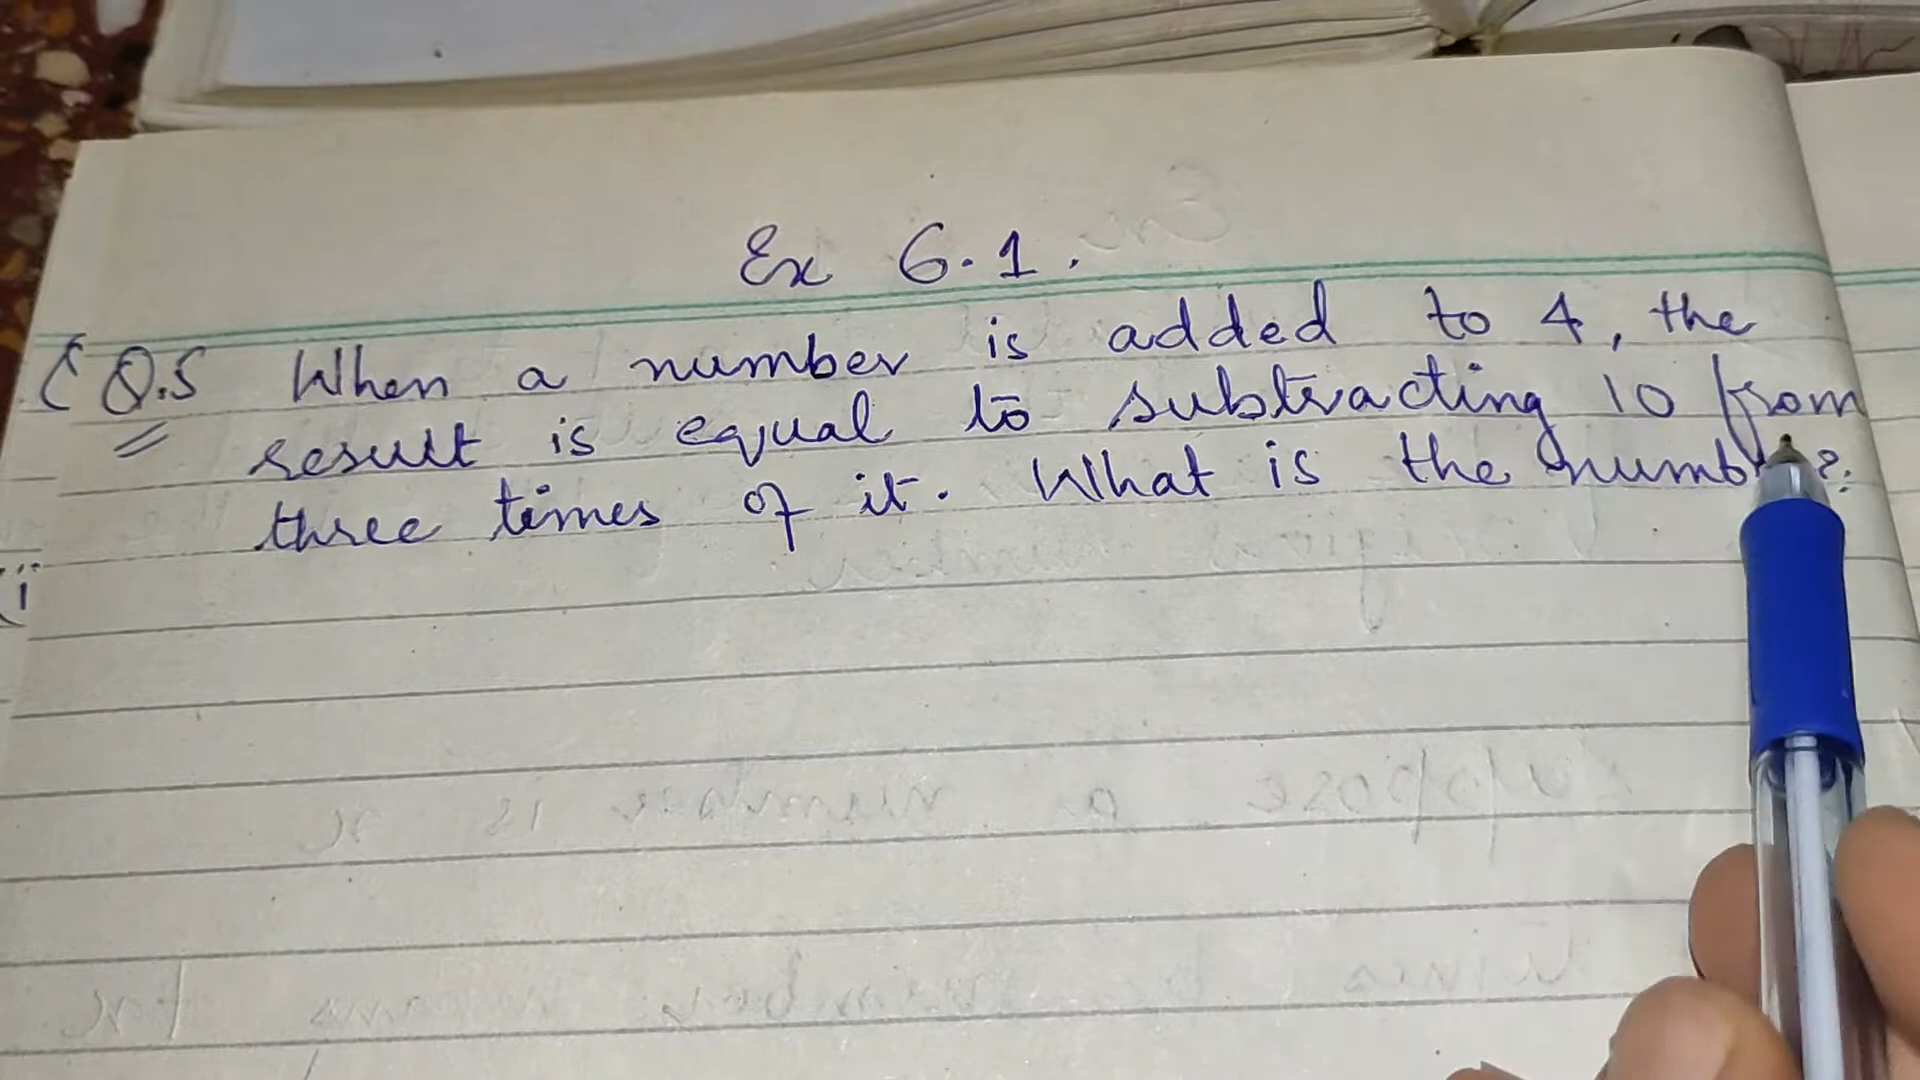 Ex 6.1.
Q.5 When a number is added to 4, the
result is equal to subtracting 10 from
three times of it. What is the
(i